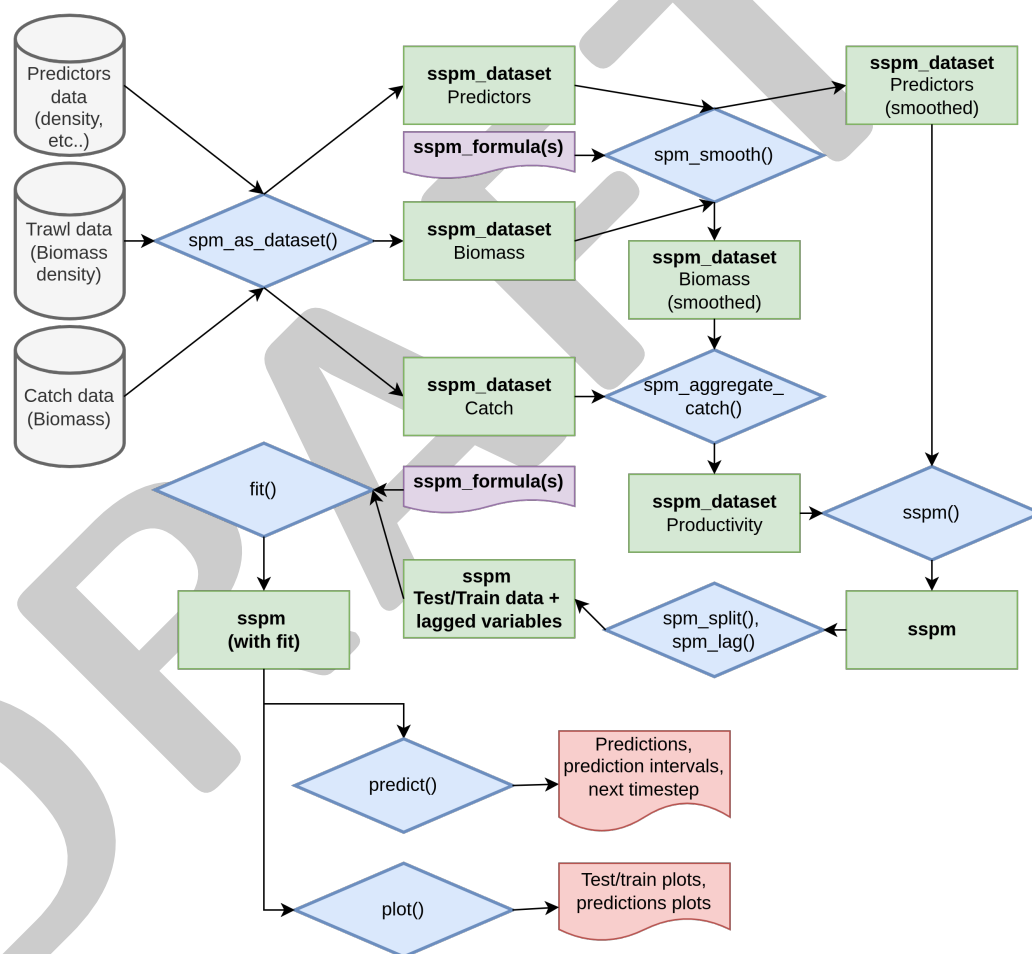 Predictors
data
(density,
etc..)
sspm_dataset
Predictors
sspm_dataset
Predictors
(smoothed)
sspm_formula(s)
spm_smooth()
Trawl data
(Biomass
density)
spm_as_dataset()
sspm_dataset
Biomass
sspm_dataset
Biomass
(smoothed)
Catch data
(Biomass)
sspm_dataset
Catch
spm_aggregate_
catch()
fit()
sspm_formula(s)
sspm_dataset
Productivity
sspm()
sspm
(with fit)
sspm
Test/Train data +
lagged variables
spm_split(),
spm_lag()
sspm
predict()
Predictions,
prediction intervals,
next timestep
plot()
Test/train plots,
predictions plots
DRAFT